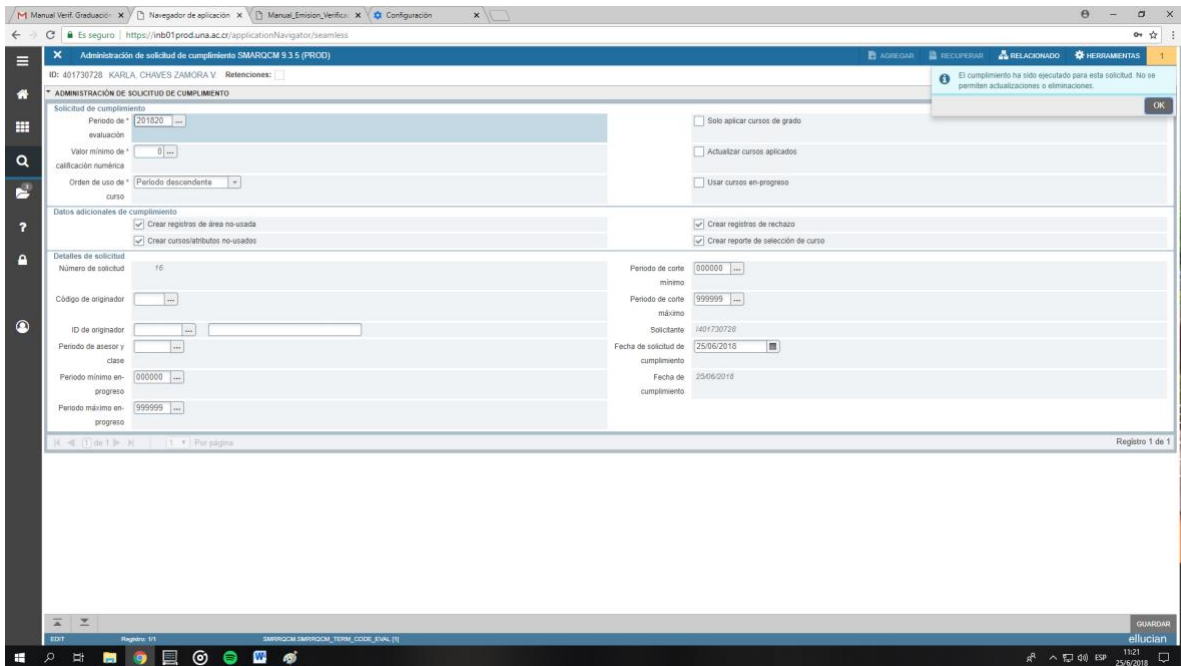 Manual Verif. Graduació
Navegador de aplicación
Manual_Emision_Verifica
Configuración
Es seguro | https://inb01prod.una.ac.cr/applicationNavigator/seamless
Administración de solicitud de cumplimiento SMARQCM 9.3.5 (PROD)
AGREGAR RECUPERAR RELACIONADO HERRAMIENTAS 1
ID: 401730728 KARLA, CHAVES ZAMORA V. Retenciones:
El cumplimiento ha sido ejecutado para esta solicitud. No se
permiten actualizaciones o eliminaciones.
OK
ADMINISTRACIÓN DE SOLICITUD DE CUMPLIMIENTO
Solicitud de cumplimiento
Periodo de * 201820 ...
evaluación
Solo aplicar cursos de grado
Valor mínimo de * 0 ...
calificación numérica
Actualizar cursos aplicados
Orden de uso de * Período descendente
curso
Usar cursos en-progreso
Datos adicionales de cumplimiento
Crear registros de área no-usada
Crear registros de rechazo
Crear cursos/atributos no-usados
Crear reporte de selección de curso
Detalles de solicitud
Número de solicitud 16
Periodo de corte 000000 ...
mínimo
Código de originador ...
Periodo de corte 999999 ...
máximo
ID de originador ...
Solicitante I401730728
Periodo de asesor y ...
clase
Fecha de solicitud de 25/06/2018
cumplimiento
Periodo mínimo en- 000000 ...
progreso
Fecha de 25/06/2018
cumplimiento
Periodo máximo en- 999999 ...
progreso
1 de 1 1 Por página
Registro 1 de 1
GUARDAR
EDIT Registro: 1/1 SMRRQCM.SMRRQCM_TERM_CODE_EVAL [1]
ellucian
ESP
11:21
25/6/2018